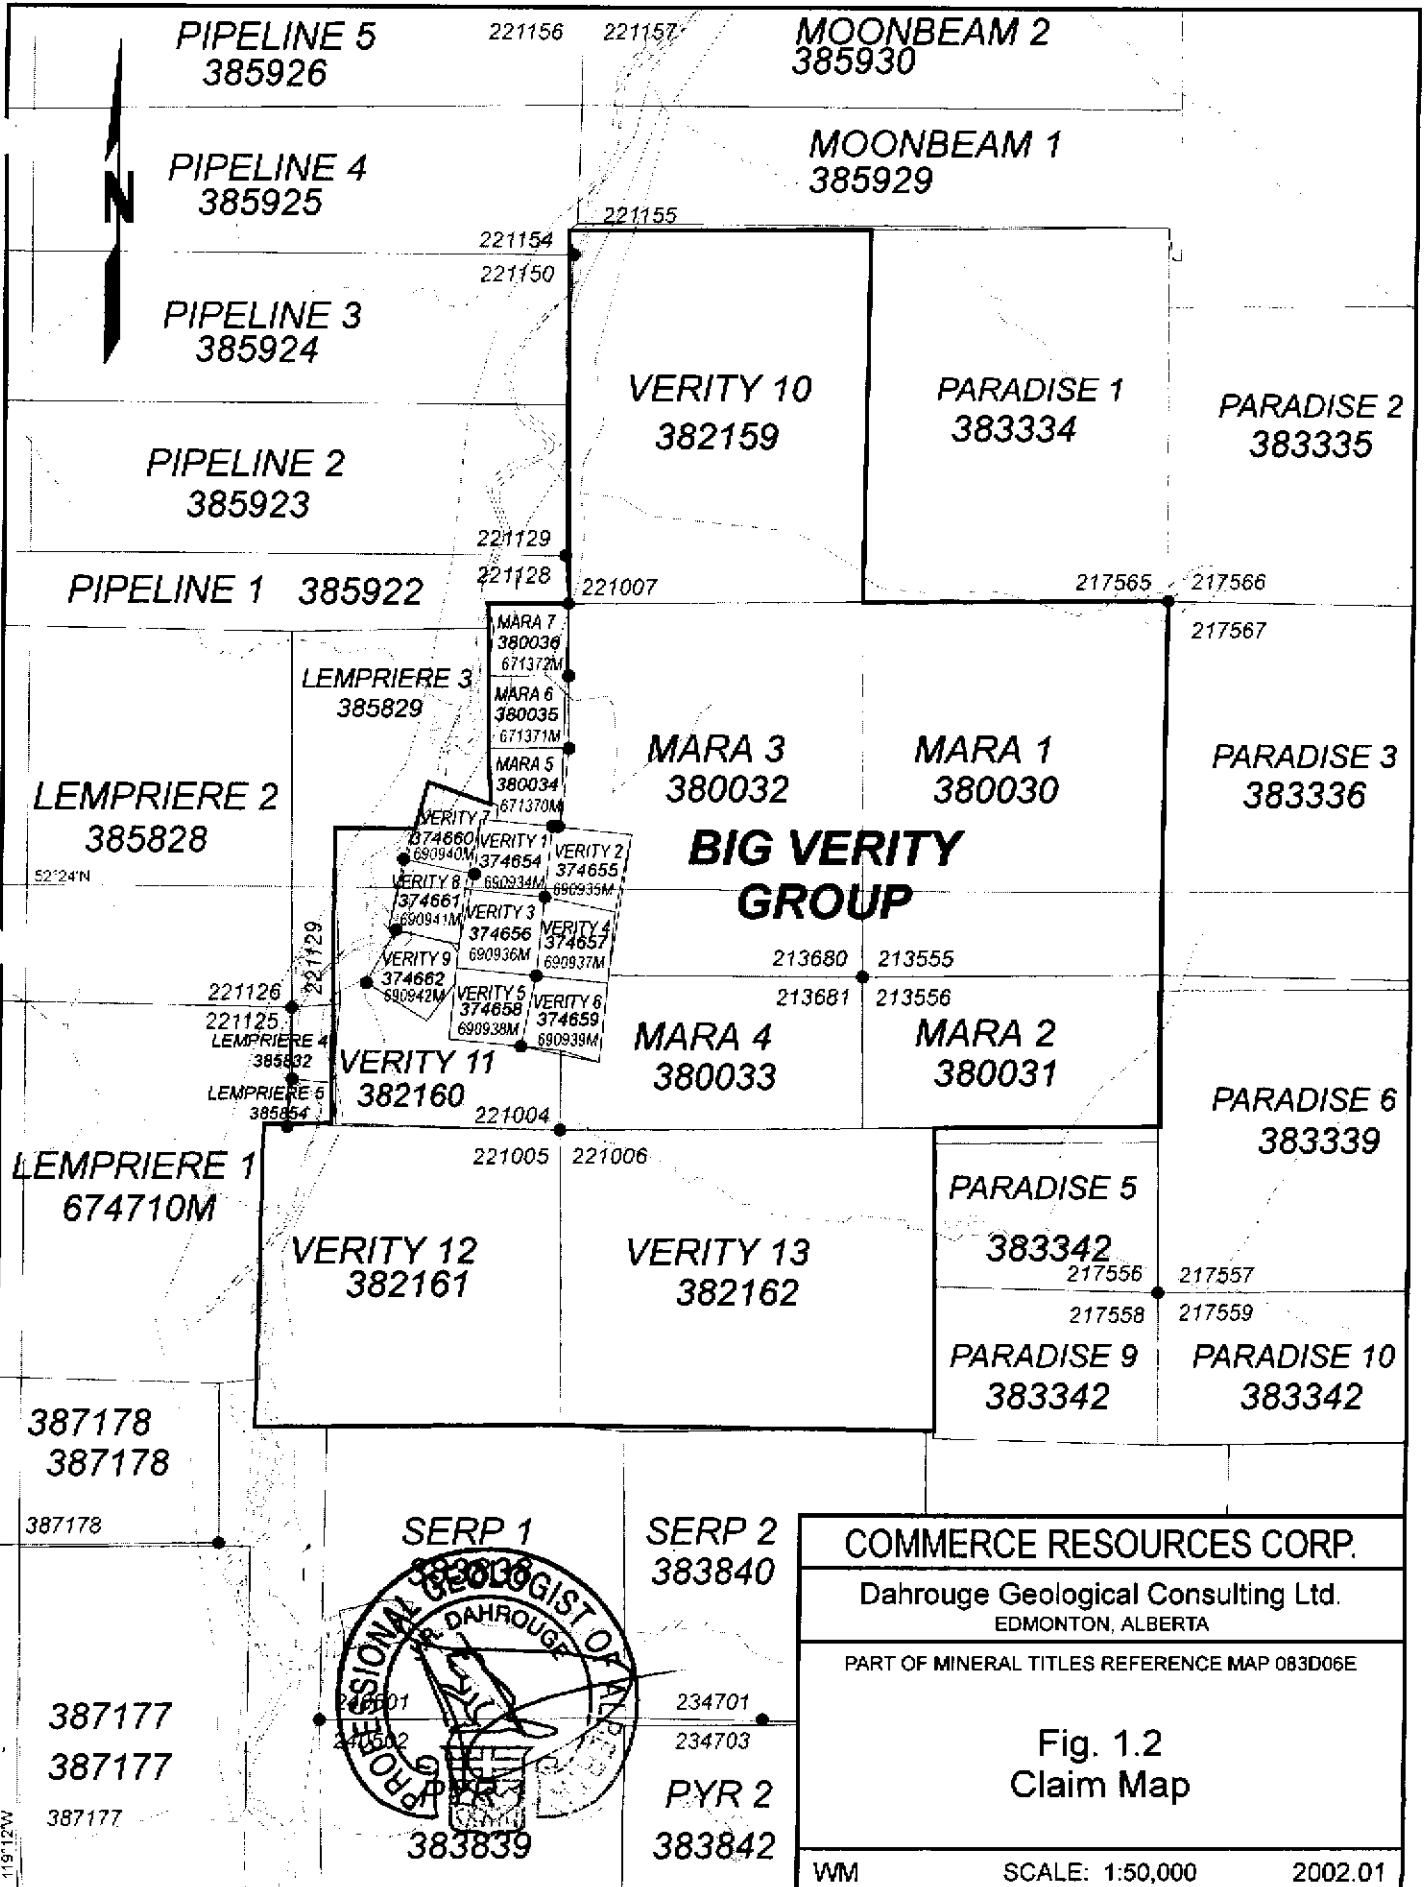 PIPELINE 5
385926
221156
221157
MOONBEAM 2
385930
PIPELINE 4
385925
MOONBEAM 1
385929
N
221155
221154
221150
PIPELINE 3
385924
VERITY 10
382159
PARADISE 1
383334
PARADISE 2
383335
PIPELINE 2
385923
221129
221128
221007
PIPELINE 1 385922
217565
217566
217567
MARA 7
380036
671372M
LEMPRIERE 3
385829
MARA 6
380035
671371M
MARA 5
380034
671370M
MARA 3
380032
MARA 1
380030
PARADISE 3
383336
LEMPRIERE 2
385828
BIG VERITY
GROUP
VERITY 7
374660
690940M
VERITY 1
374654
690934M
VERITY 2
374655
690935M
52°24'N
VERITY 8
374661
690941M
VERITY 3
374656
690936M
VERITY 4
374657
690937M
221129
VERITY 9
374662
690942M
213680
213555
213681
213556
221126
221125
VERITY 5
374658
690938M
VERITY 6
374659
690939M
LEMPRIERE 4
385832
LEMPRIERE 5
385854
VERITY 11
382160
MARA 4
380033
MARA 2
380031
PARADISE 6
383339
221004
221005
221006
LEMPRIERE 1
674710M
PARADISE 5
383342
VERITY 12
382161
VERITY 13
382162
217556
217557
217558
217559
PARADISE 9
383342
PARADISE 10
383342
387178
387178
387178
SERP 1
SERP 2
383840
PROFESSIONAL GEOLOGIST OF
J.R. DAHROUGE
387177
387177
387177
234701
234703
PYR 1
383839
PYR 2
383842
119°12'W
COMMERCE RESOURCES CORP.
Dahrouge Geological Consulting Ltd.
EDMONTON, ALBERTA
PART OF MINERAL TITLES REFERENCE MAP 083D06E
Fig. 1.2
Claim Map
WM SCALE: 1:50,000 2002.01